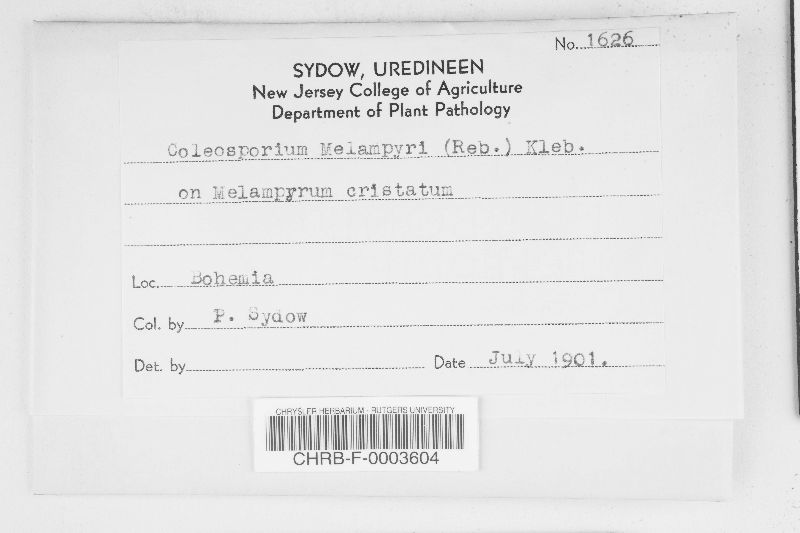 No. 1626
SYDOW, UREDINEEN
New Jersey College of Agriculture
Department of Plant Pathology
Coleosporium Melampyri (Reb.) Kleb.
on Melampyrum cristatum
Loc. Bohemia
Col. by P. Sydow
Det. by
Date July 1901.
CHRYSLER HERBARIUM - RUTGERS UNIVERSITY
CHRB-F-0003604